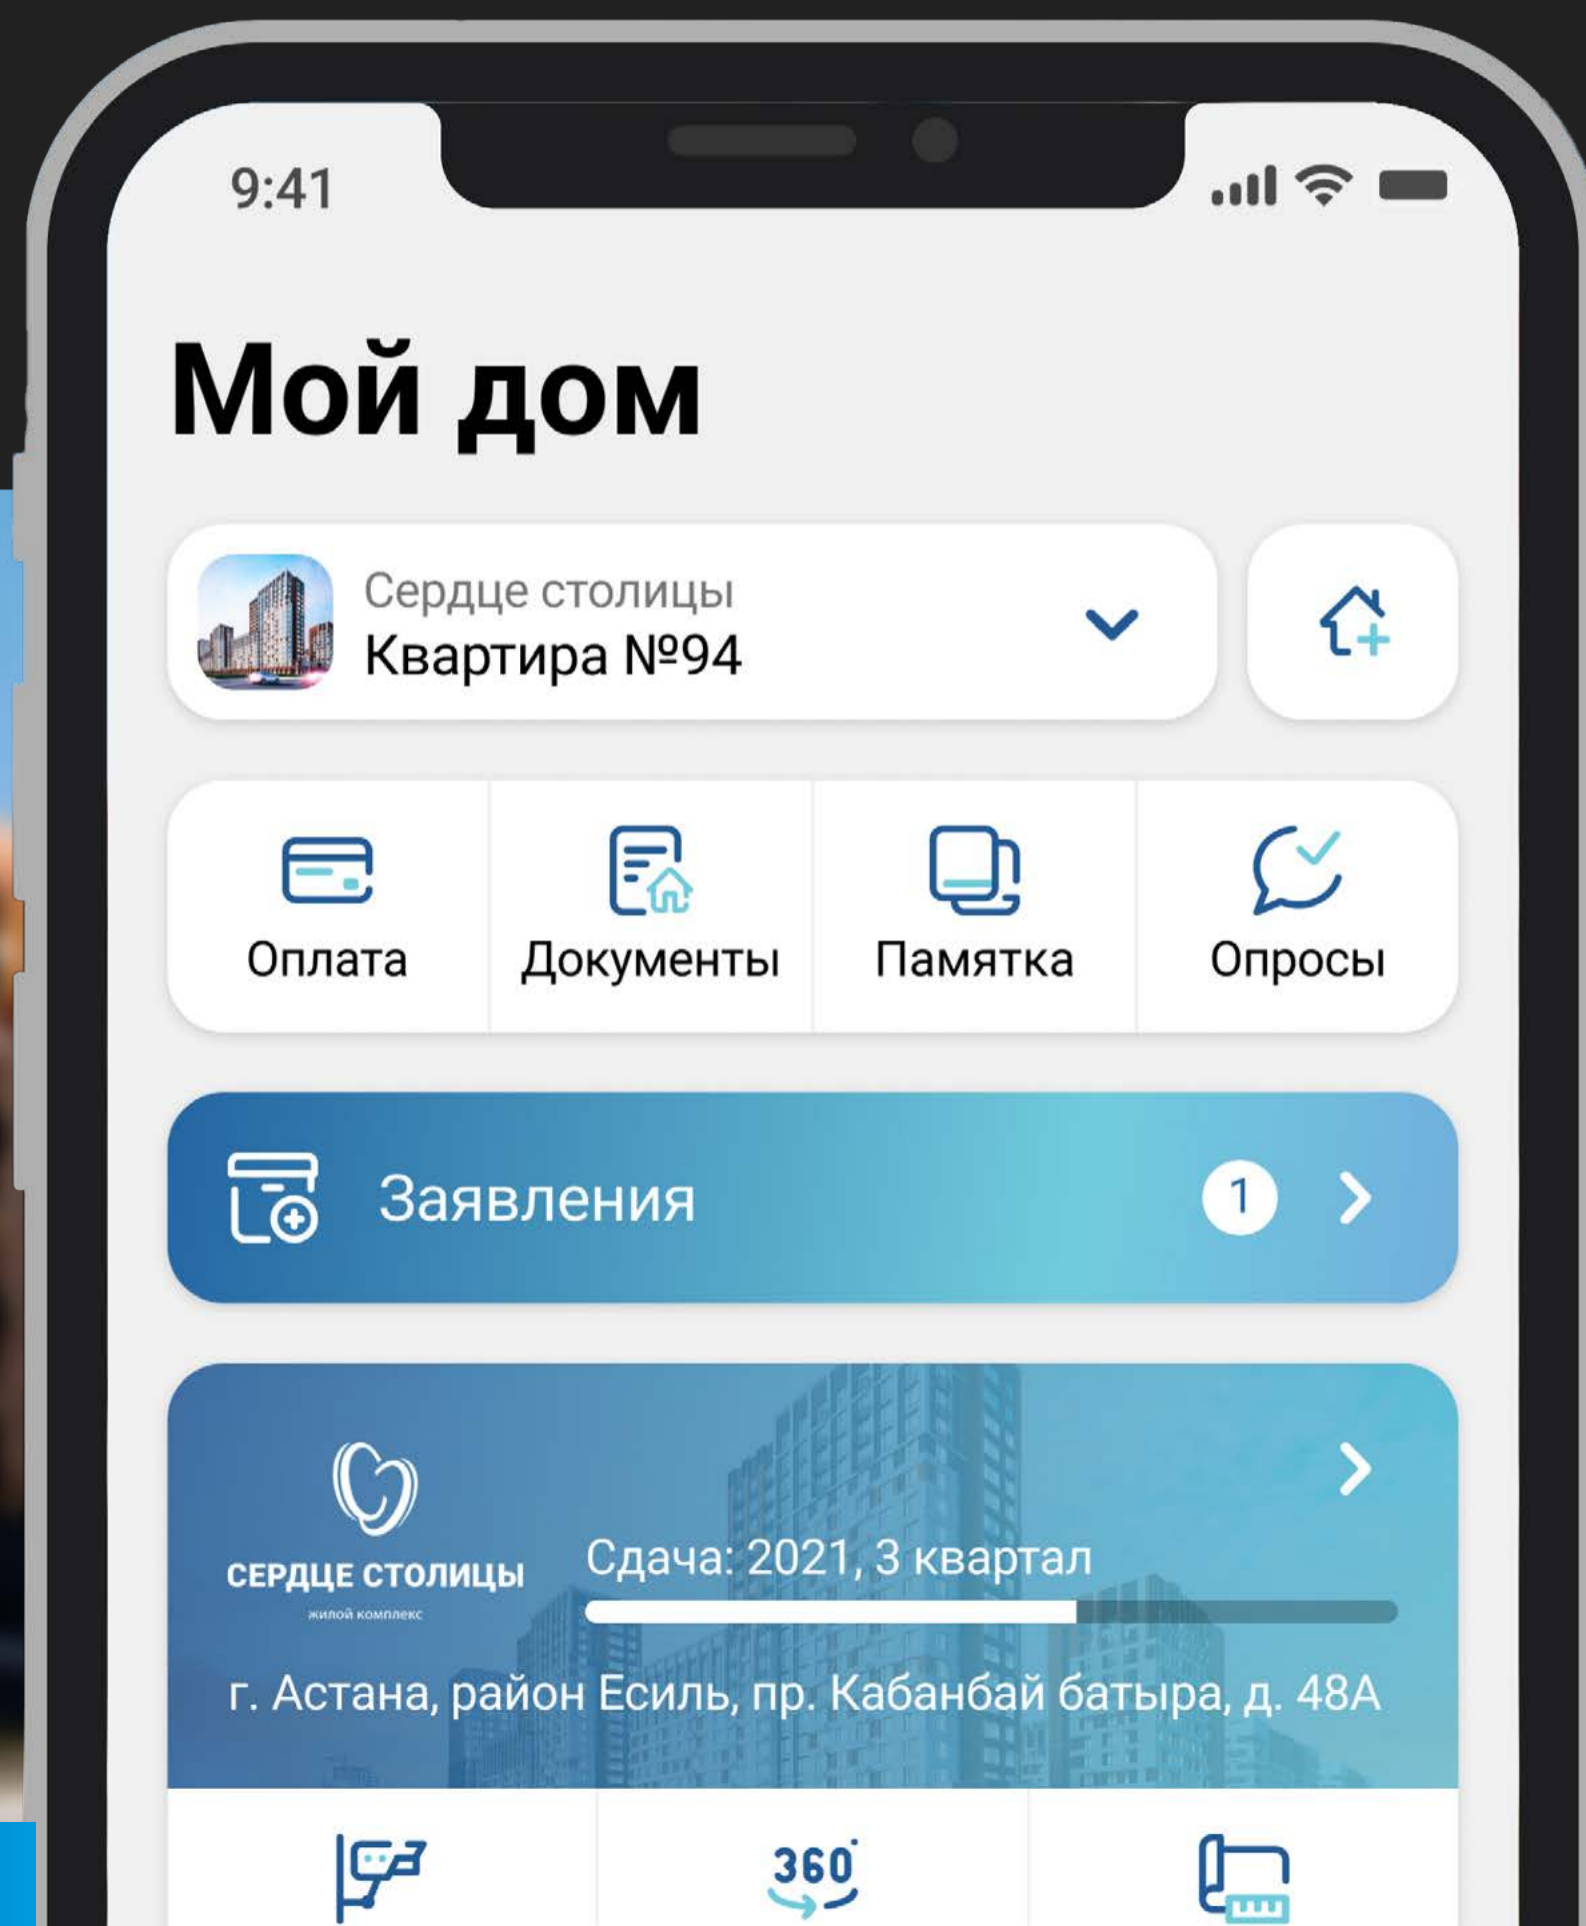 9:41
Мой дом
Сердце столицы
Квартира №94
Оплата
Документы
Памятка
Опросы
Заявления
1
СЕРДЦЕ СТОЛИЦЫ
жилой комплекс
Сдача: 2021, 3 квартал
г. Астана, район Есиль, пр. Кабанбай батыра, д. 48А
360°